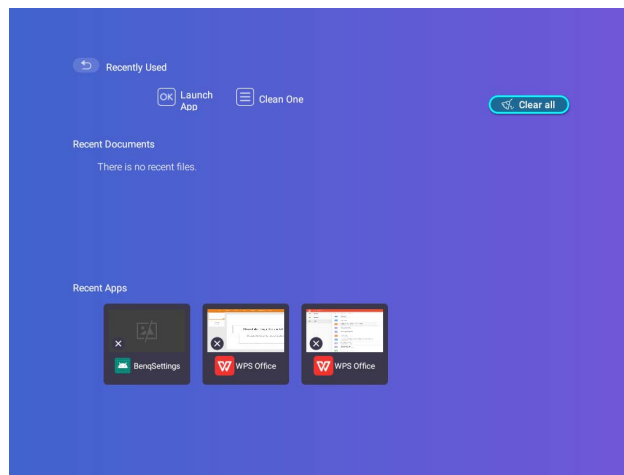 Recently Used
OK Launch App
Clean One
Clear all
Recent Documents
There is no recent files.
Recent Apps
BenqSettings
WPS Office
WPS Office